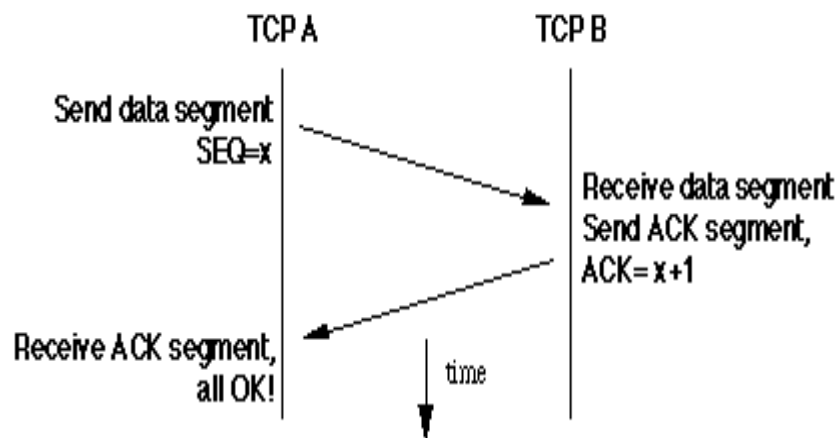 TCP A
TCP B
Send data segment
SEQ=x
Receive data segment
Send ACK segment,
ACK= x+1
Receive ACK segment,
all OK!
time